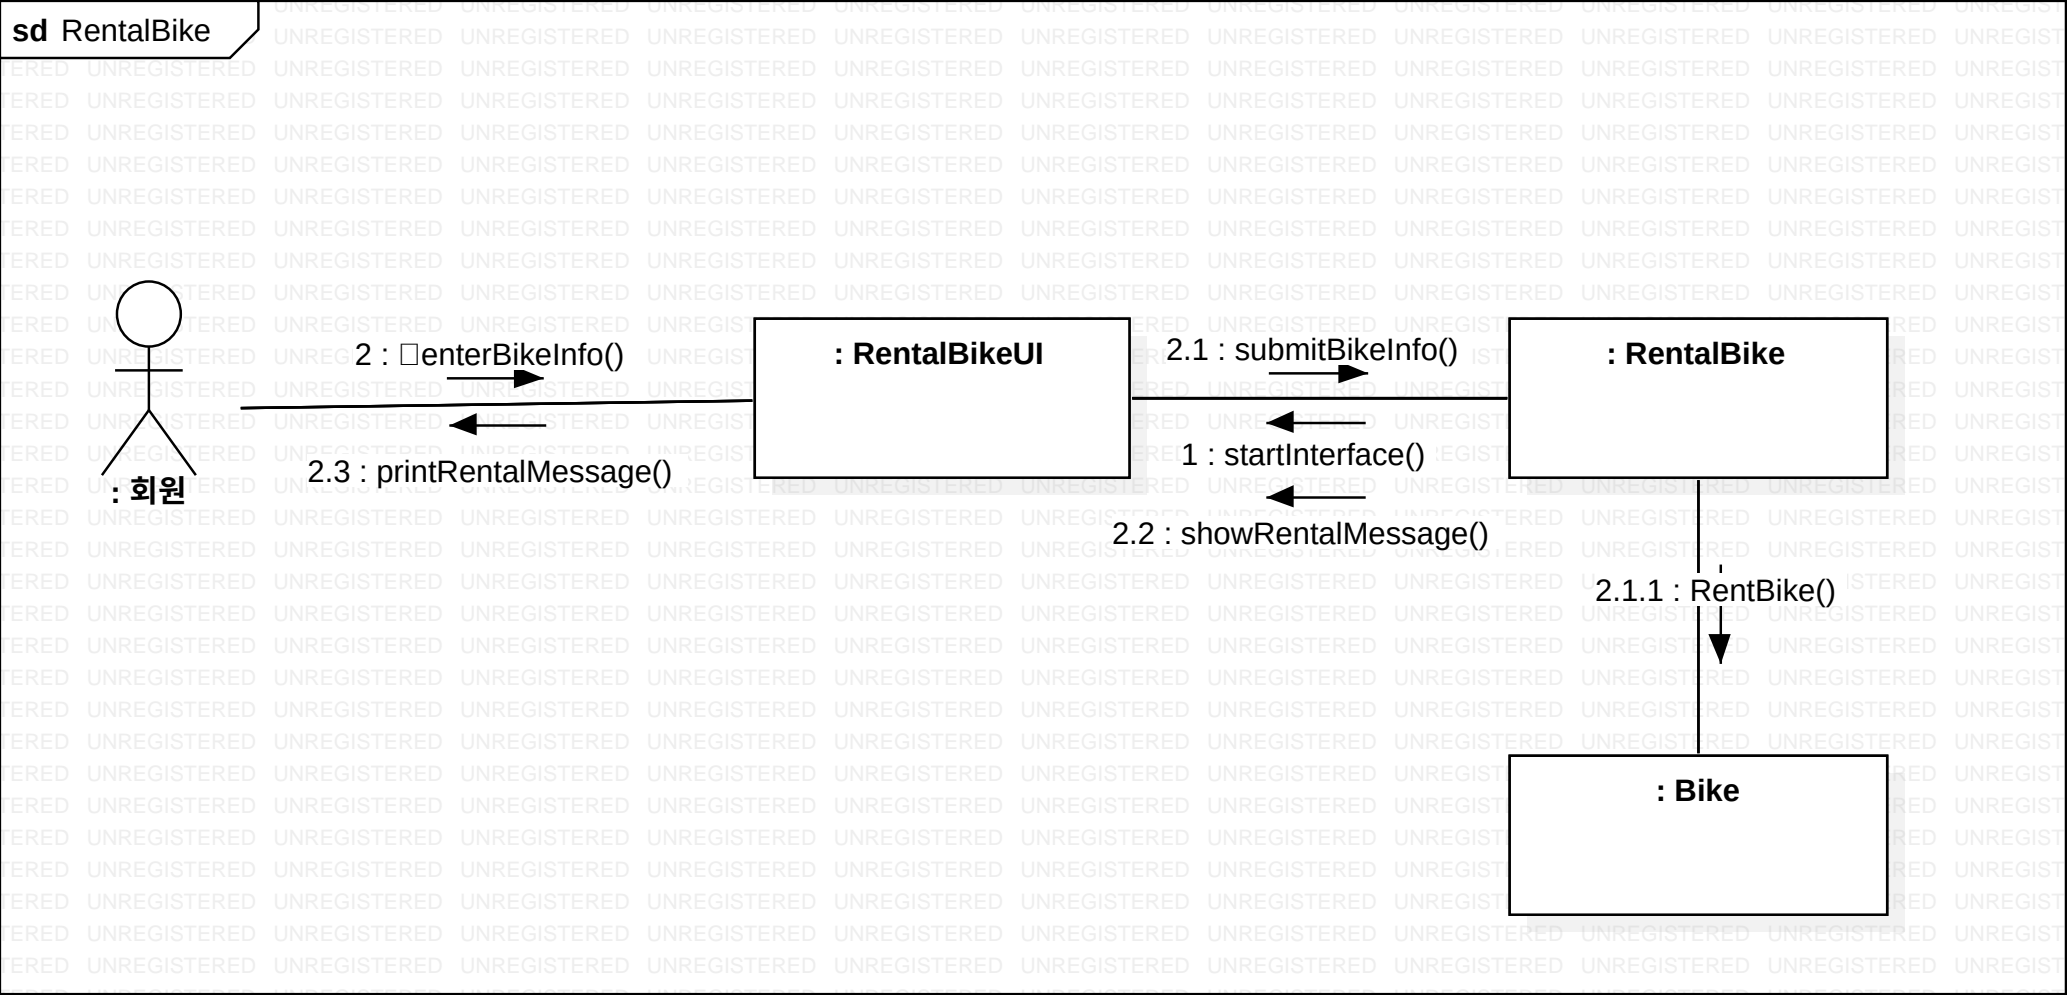 sd RentalBike
2 : □enterBikeInfo()
2.3 : printRentalMessage()
: 회원
: RentalBikeUI
2.1 : submitBikeInfo()
1 : startInterface()
2.2 : showRentalMessage()
: RentalBike
2.1.1 : RentBike()
: Bike
UNREGISTERED